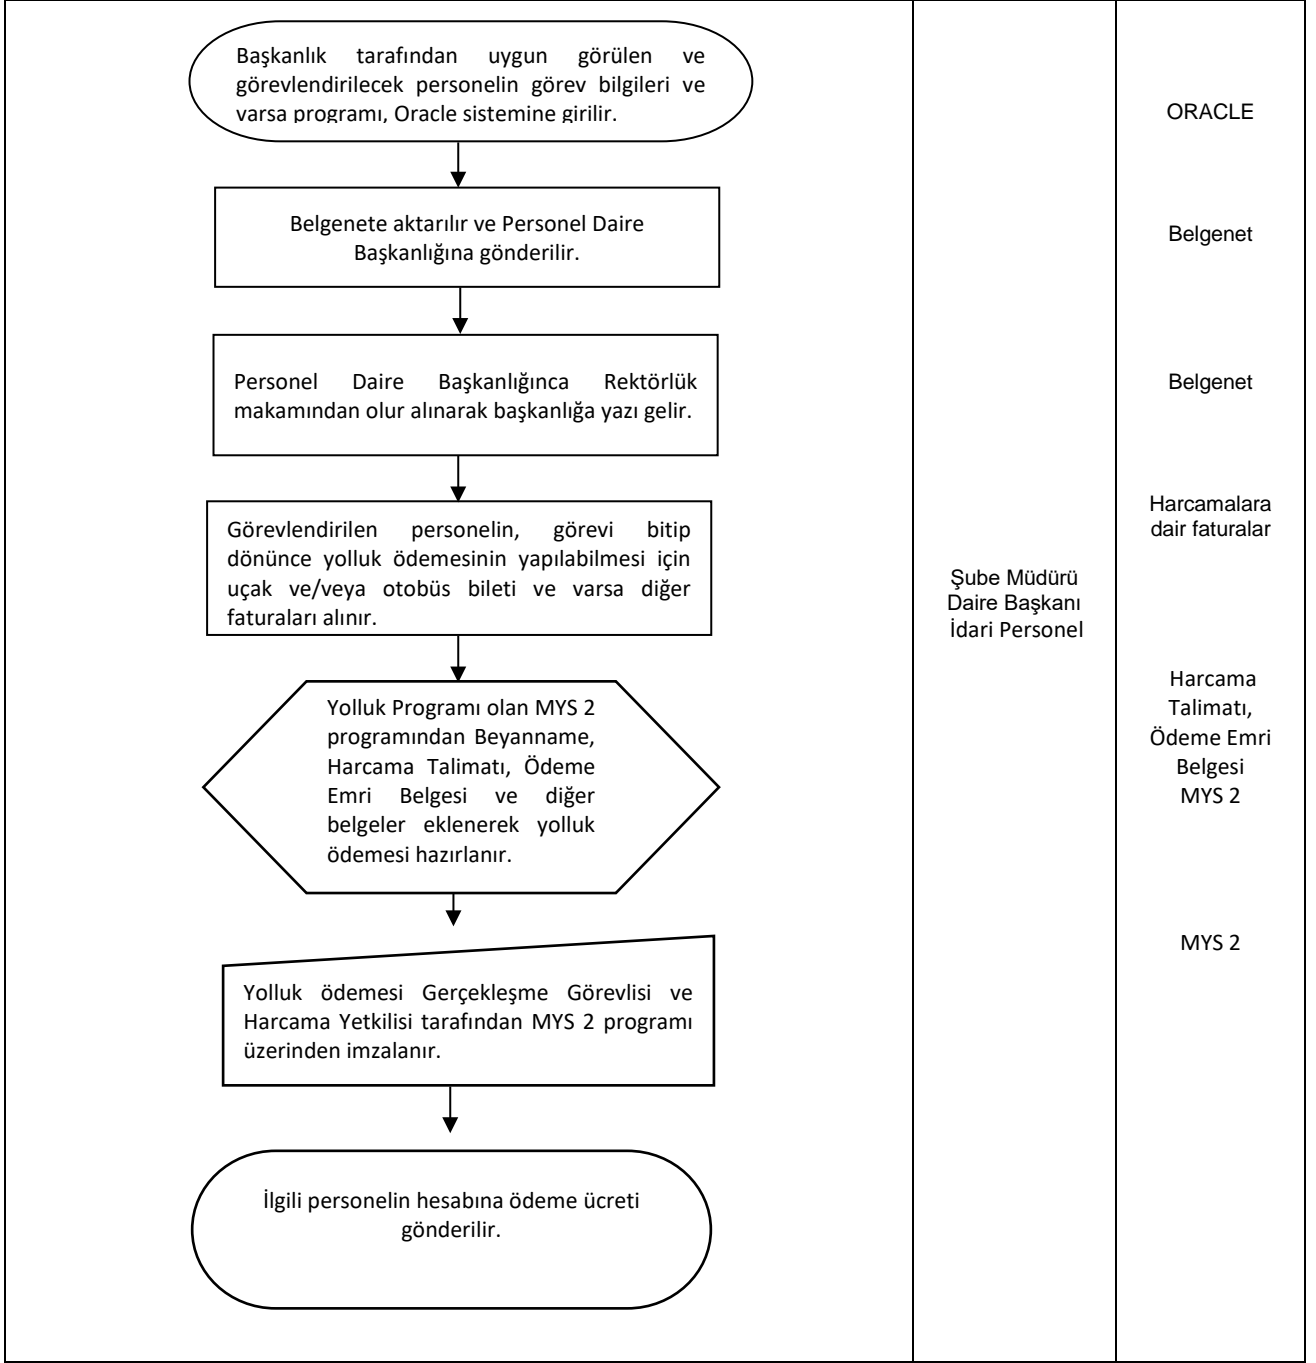 Başkanlık tarafından uygun görülen ve
görevlendirilecek personelin görev bilgileri ve
varsa programı, Oracle sistemine girilir.
ORACLE
Belgenete aktarılır ve Personel Daire
Başkanlığına gönderilir.
Belgenet
Personel Daire Başkanlığınca Rektörlük
makamından olur alınarak başkanlığa yazı gelir.
Belgenet
Görevlendirilen personelin, görevi bitip
dönünce yolluk ödemesinin yapılabilmesi için
uçak ve/veya otobüs bileti ve varsa diğer
faturaları alınır.
Harcamalara
dair faturalar
Şube Müdürü
Daire Başkanı
İdari Personel
Yolluk Programı olan MYS 2
programından Beyanname,
Harcama Talimatı, Ödeme
Emri Belgesi ve diğer
belgeler eklenerek yolluk
ödemesi hazırlanır.
Harcama
Talimatı,
Ödeme Emri
Belgesi
MYS 2
Yolluk ödemesi Gerçekleşme Görevlisi ve
Harcama Yetkilisi tarafından MYS 2 programı
üzerinden imzalanır.
MYS 2
İlgili personelin hesabına ödeme ücreti
gönderilir.